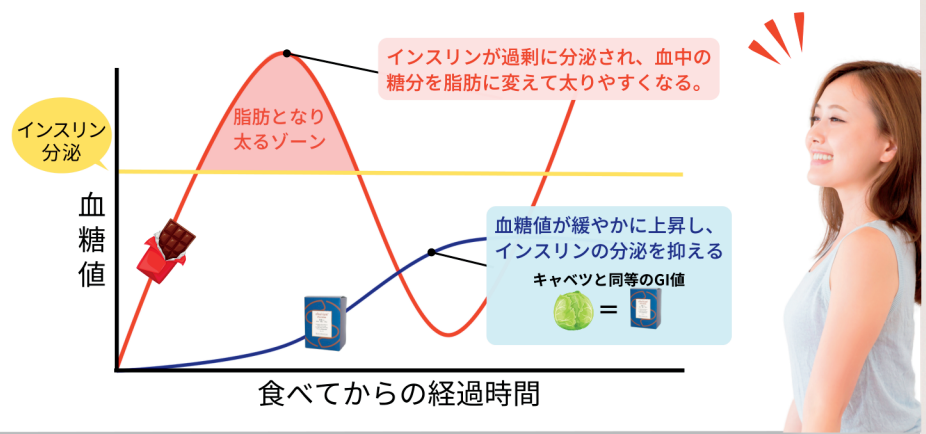 インスリンが過剰に分泌され、血中の
糖分を脂肪に変えて太りやすくなる。
脂肪となり
太るゾーン
インスリン
分泌
血糖値
血糖値が緩やかに上昇し、
インスリンの分泌を抑える
キャベツと同等のGI値
＝
食べてからの経過時間